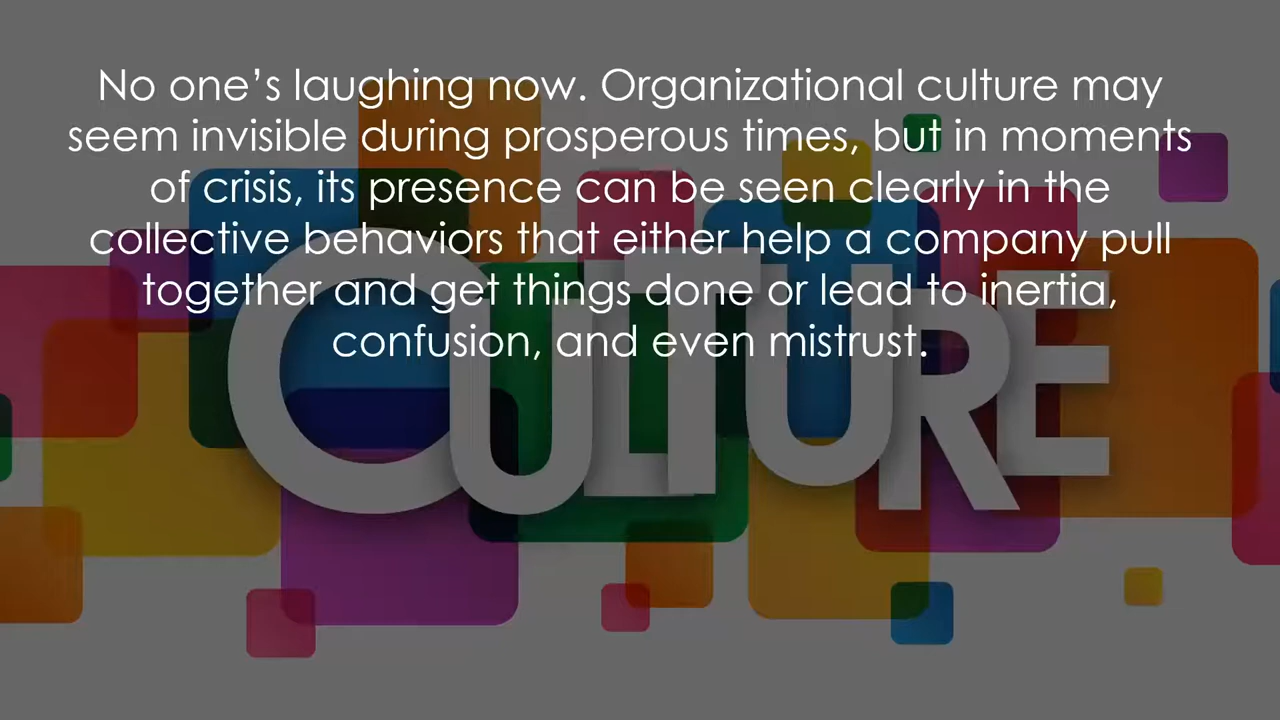 No one’s laughing now. Organizational culture may
seem invisible during prosperous times, but in moments
of crisis, its presence can be seen clearly in the
collective behaviors that either help a company pull
together and get things done or lead to inertia,
confusion, and even mistrust.
CULTURE